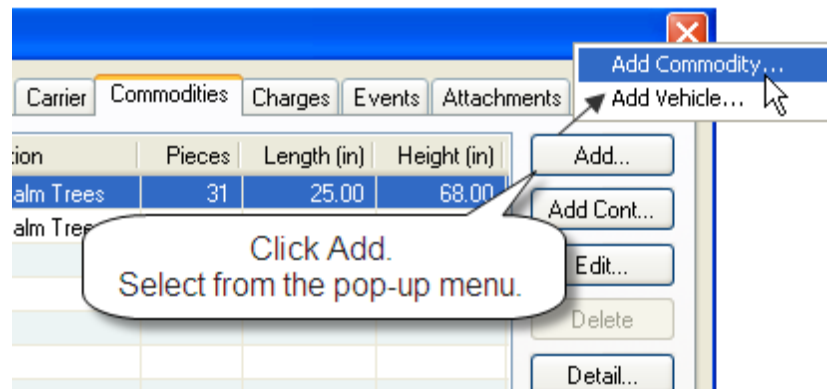 Add Commodity...
Add Vehicle...
Carrier Commodities Charges Events Attachments
tion Pieces Length (in) Height (in) Add...
alm Trees 31 25.00 68.00
alm Tree Add Cont...
Click Add.
Select from the pop-up menu.
Edit...
Delete
Detail...